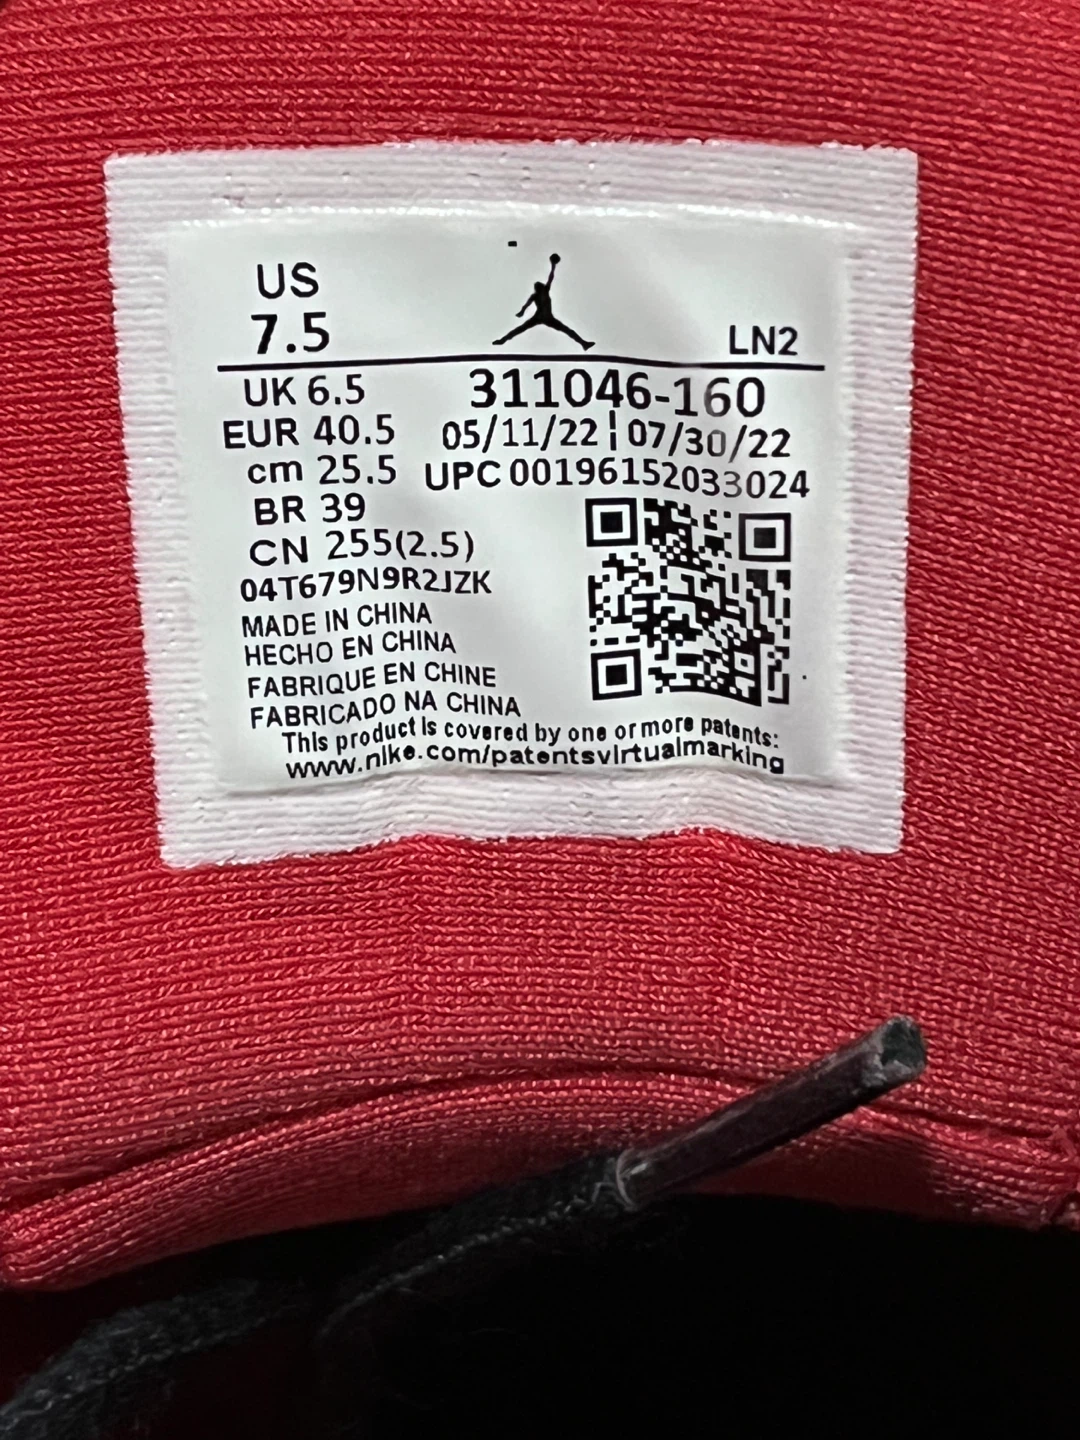 US
7.5
LN2
UK 6.5
311046-160
EUR 40.5
05/11/22 ¦ 07/30/22
cm 25.5
UPC 00196152033024
BR 39
CN 255(2.5)
04T679N9R2JZK
MADE IN CHINA
HECHO EN CHINA
FABRIQUE EN CHINE
FABRICADO NA CHINA
This product is covered by one or more patents:
www.nike.com/patentsvirtualmarking